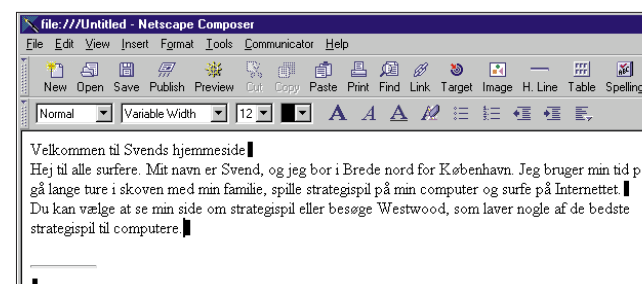 file:///Untitled - Netscape Composer
File Edit View Insert Format Tools Communicator Help
New Open Save Publish Preview Cut Copy Paste Print Find Link Target Image H. Line Table Spelling
Normal Variable Width 12 A A A
Velkommen til Svends hjemmeside
Hej til alle surfere. Mit navn er Svend, og jeg bor i Brede nord for København. Jeg bruger min tid p
gå lange ture i skoven med min familie, spille strategispil på min computer og surfe på Internettet.
Du kan vælge at se min side om strategispil eller besøge Westwood, som laver nogle af de bedste
strategispil til computere.